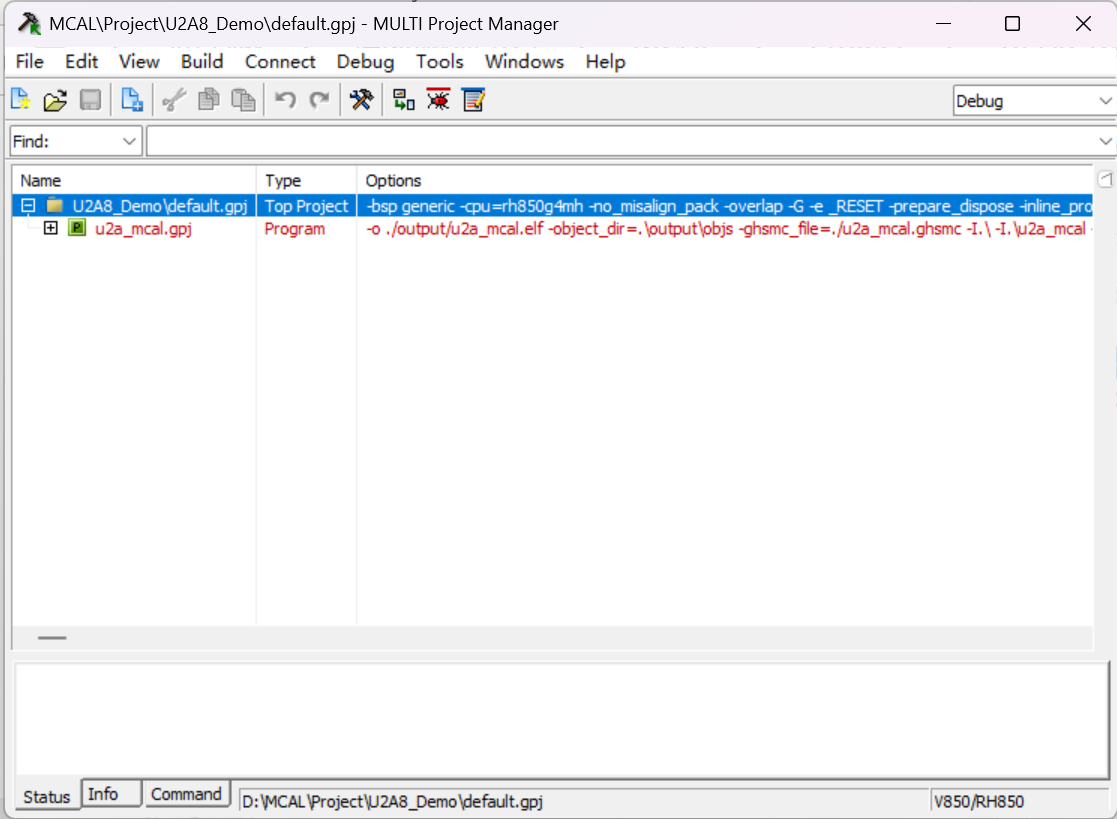 MCAL\Project\U2A8_Demo\default.gpj - MULTI Project Manager
File Edit View Build Connect Debug Tools Windows Help
Debug
Find:
Name Type Options
U2A8_Demo\default.gpj Top Project -bsp generic -cpu=rh850g4mh -no_misalign_pack -overlap -G -e _RESET -prepare_dispose -inline_pro
u2a_mcal.gpj Program -o ./output/u2a_mcal.elf -object_dir=.\output\objs -ghsmc_file=./u2a_mcal.ghsmc -I.\ -I.\u2a_mcal -
Status Info Command D:\MCAL\Project\U2A8_Demo\default.gpj V850/RH850